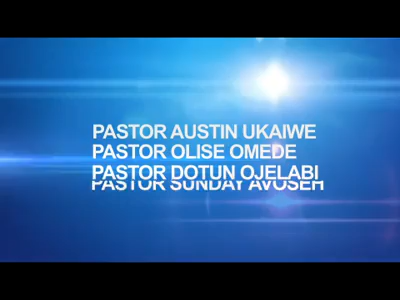 PASTOR AUSTIN UKAIWE
PASTOR OLISE OMEDE
PASTOR DOTUN OJELABI
PASTOR SUNDAY AVOSEH